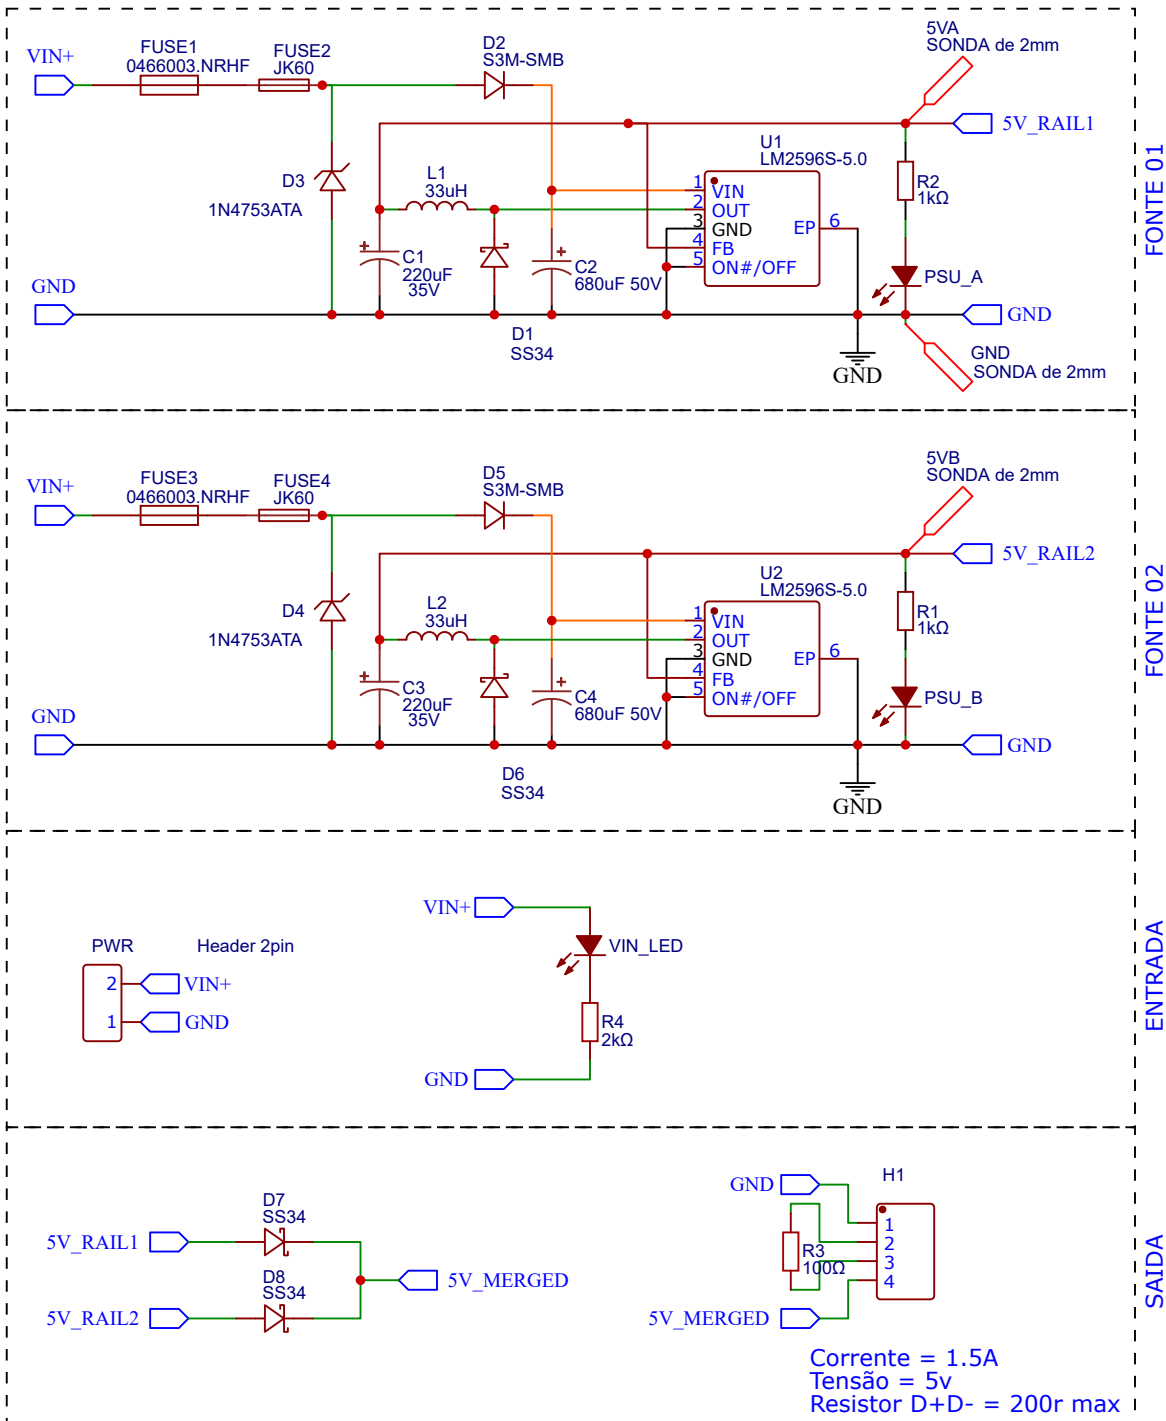 5VA
SONDA de 2mm
VIN+
FUSE1
0466003.NRHF
FUSE2
JK60
D2
S3M-SMB
5V_RAIL1
U1
LM2596S-5.0
D3
1N4753ATA
L1
33uH
1
VIN
2
OUT
3
GND
4
FB
5
ON#/OFF
EP
6
R2
1kΩ
C1
220uF
35V
C2
680uF 50V
PSU_A
GND
GND
D1
SS34
GND
GND
SONDA de 2mm
FONTE 01
5VB
SONDA de 2mm
VIN+
FUSE3
0466003.NRHF
FUSE4
JK60
D5
S3M-SMB
5V_RAIL2
U2
LM2596S-5.0
D4
1N4753ATA
L2
33uH
1
VIN
2
OUT
3
GND
4
FB
5
ON#/OFF
EP
6
R1
1kΩ
C3
220uF
35V
C4
680uF 50V
PSU_B
GND
GND
D6
SS34
GND
FONTE 02
PWR
Header 2pin
2
VIN+
1
GND
VIN+
VIN_LED
R4
2kΩ
GND
ENTRADA
D7
SS34
5V_RAIL1
D8
SS34
5V_RAIL2
5V_MERGED
H1
GND
1
2
3
4
R3
100Ω
5V_MERGED
Corrente = 1.5A
Tensão = 5v
Resistor D+D- = 200r max
SAIDA